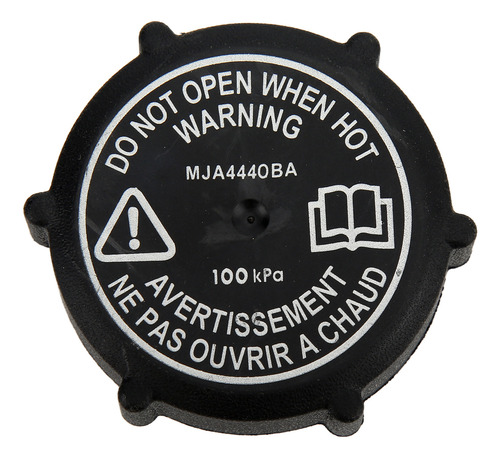 DO NOT OPEN WHEN HOT
WARNING
MJA4440BA
100 kPa
AVERTISSEMENT
NE PAS OUVRIR A CHAUD